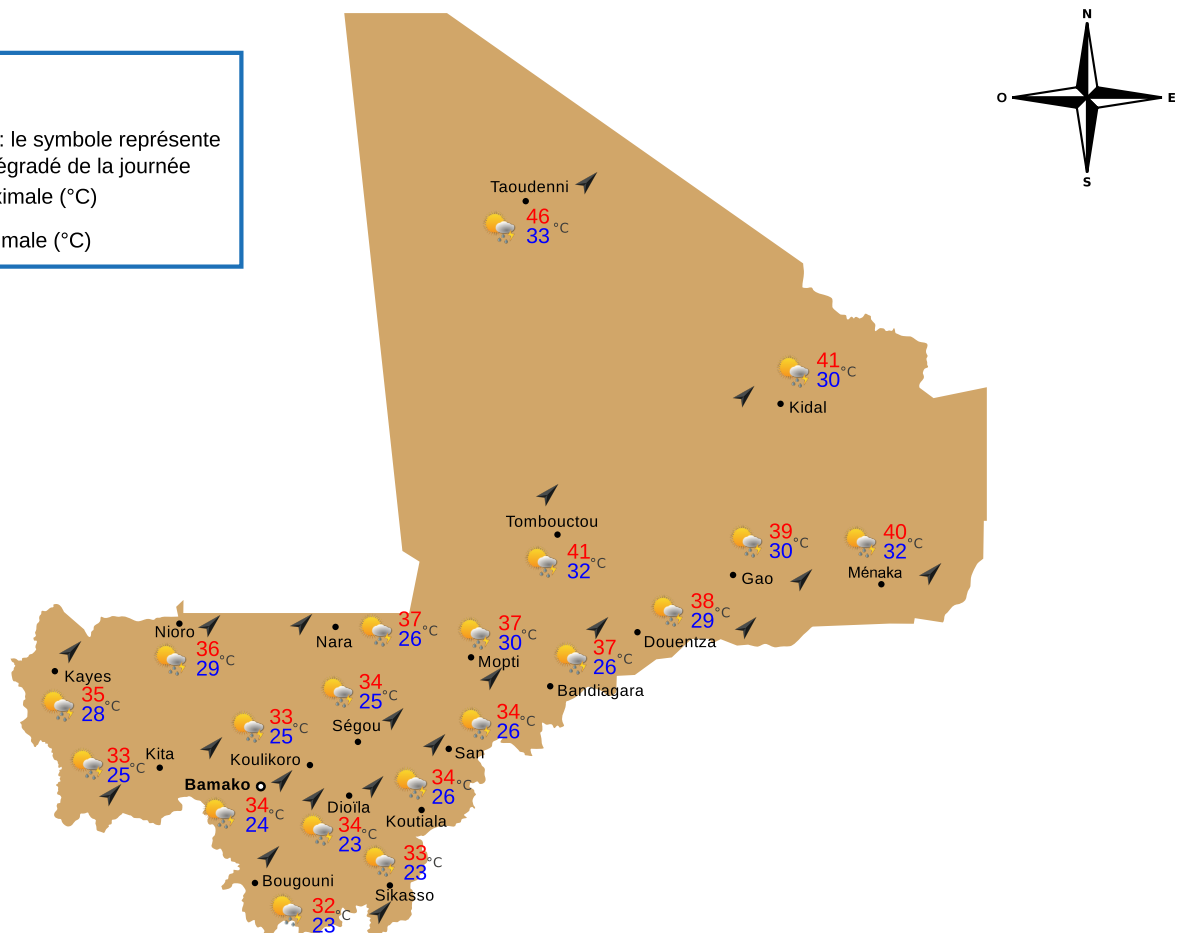 N
O
E
S
: le symbole représente
égradé de la journée
ximale (°C)
male (°C)
Taoudenni
46
33 °C
41
30 °C
Kidal
Tombouctou
41
32 °C
39
30 °C
Gao
40
32 °C
Ménaka
38
29 °C
Douentza
Nioro
36
29 °C
Nara
37
26 °C
37
30 °C
Mopti
37
26 °C
Bandiagara
Kayes
35
28 °C
34
25 °C
Ségou
33
25 °C
Koulikoro
34
26 °C
San
33
25 °C
Kita
Bamako
34
24 °C
Dioïla
34
23 °C
34
26 °C
Koutiala
33
23 °C
Sikasso
Bougouni
32
23 °C